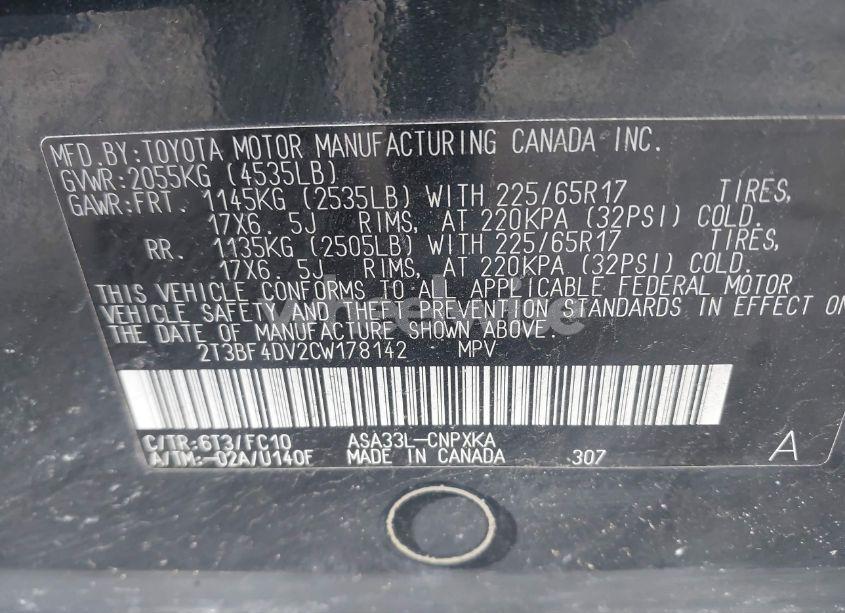 MFD. BY:TOYOTA MOTOR MANUFACTURING CANADA INC.
GVWR:2055KG (4535LB)
GAWR:FRT. 1145KG (2535LB) WITH 225/65R17 TIRES,
17X6. 5J RIMS, AT 220KPA (32PSI) COLD.
RR. 1135KG (2505LB) WITH 225/65R17 TIRES,
17X6. 5J RIMS, AT 220KPA (32PSI) COLD.
THIS VEHICLE CONFORMS TO ALL APPLICABLE FEDERAL MOTOR
VEHICLE SAFETY AND THEFT PREVENTION STANDARDS IN EFFECT ON
THE DATE OF MANUFACTURE SHOWN ABOVE.
2T3BF4DV2CW178142 MPV
C/TR:6T3/FC10 ASA33L-CNPXKA
A/TM:-02A/U140F MADE IN CANADA 307 A